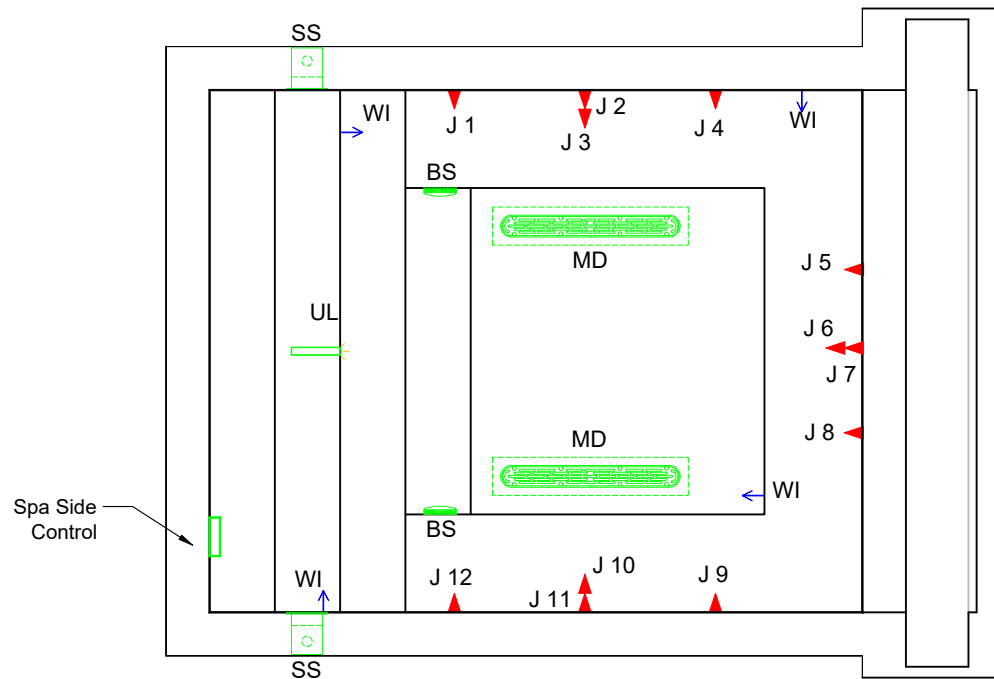 SS
WI
J 1
J 2
J 3
J 4
WI
BS
MD
J 5
UL
J 6
J 7
MD
J 8
WI
Spa Side
Control
BS
WI
J 12
J 10
J 11
J 9
SS